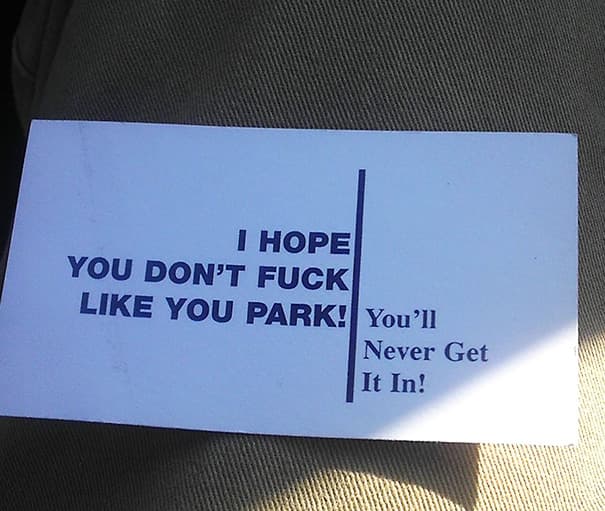 I HOPE
YOU DON'T FUCK
LIKE YOU PARK!
You'll
Never Get
It In!